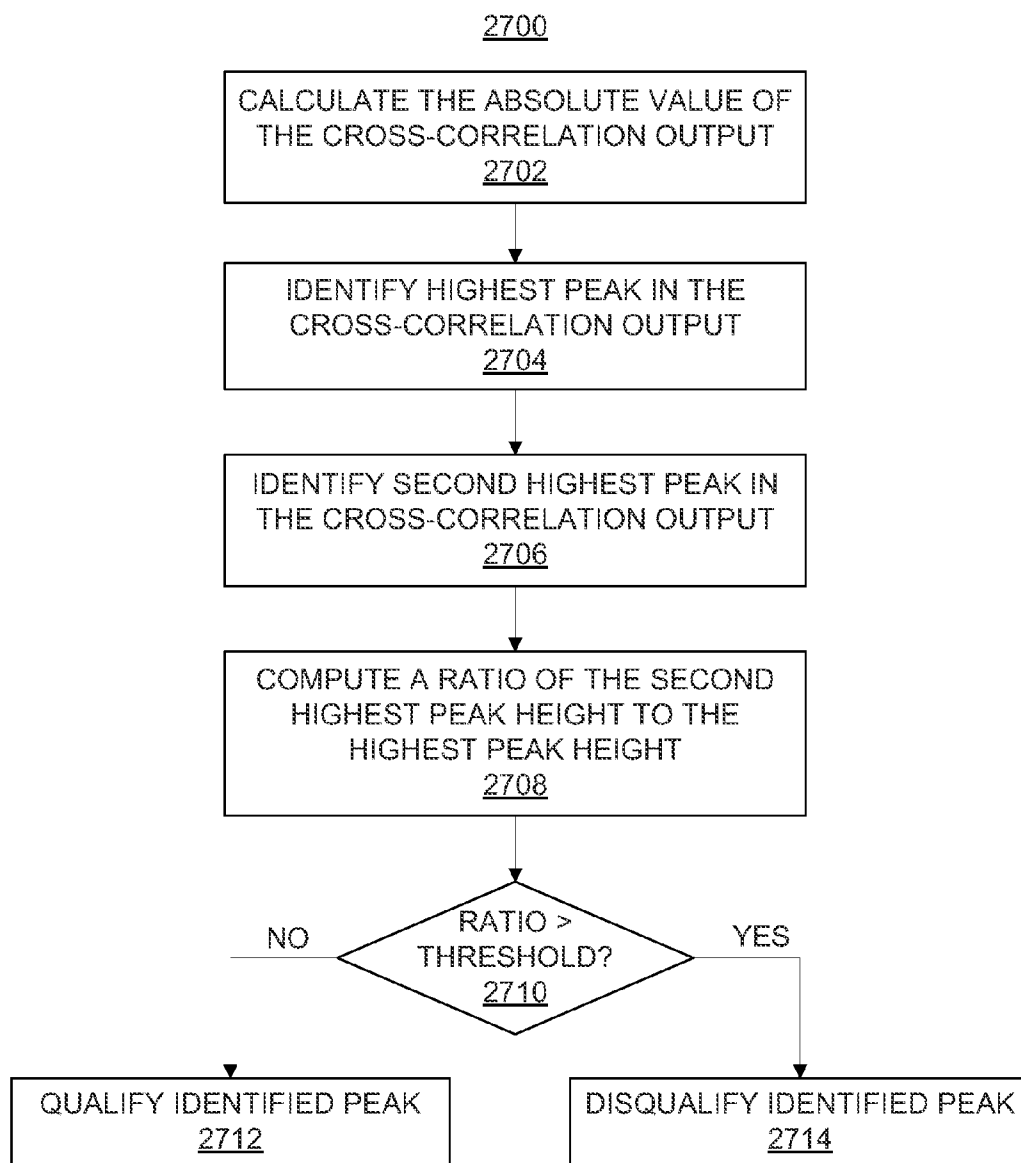 2700
CALCULATE THE ABSOLUTE VALUE OF
THE CROSS-CORRELATION OUTPUT
2702
IDENTIFY HIGHEST PEAK IN THE
CROSS-CORRELATION OUTPUT
2704
IDENTIFY SECOND HIGHEST PEAK IN
THE CROSS-CORRELATION OUTPUT
2706
COMPUTE A RATIO OF THE SECOND
HIGHEST PEAK HEIGHT TO THE
HIGHEST PEAK HEIGHT
2708
RATIO >
THRESHOLD?
2710
NO
YES
QUALIFY IDENTIFIED PEAK
2712
DISQUALIFY IDENTIFIED PEAK
2714